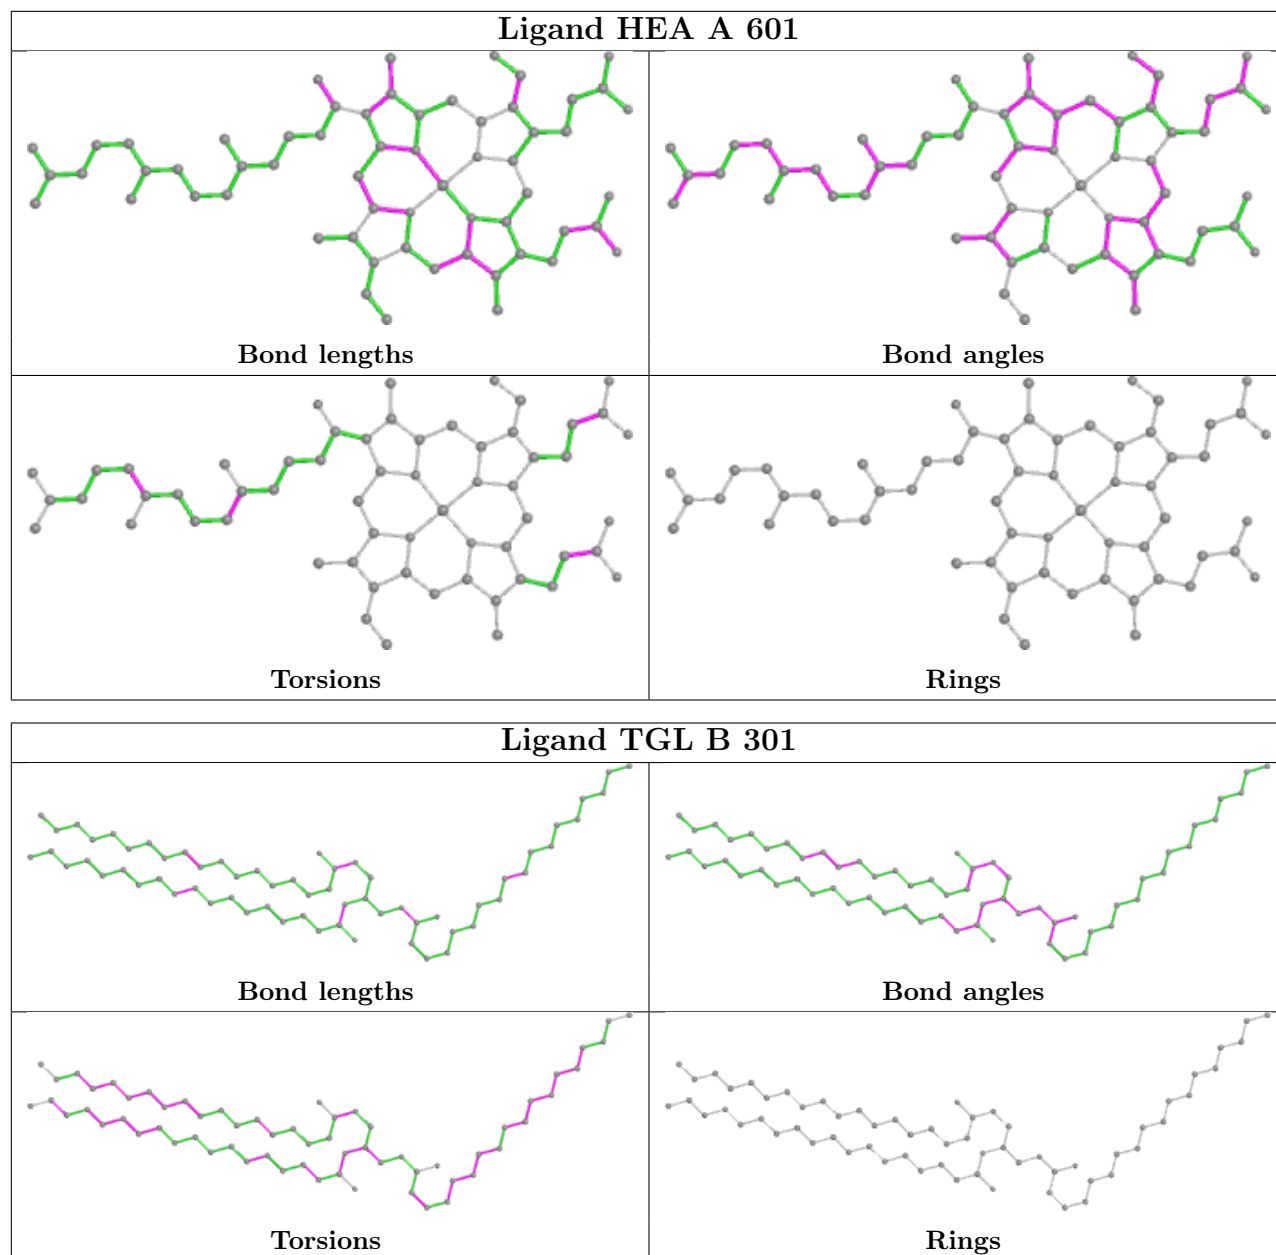 Ligand HEA A 601
Bond lengths
Bond angles
Torsions
Rings
Ligand TGL B 301
Bond lengths
Bond angles
Torsions
Rings